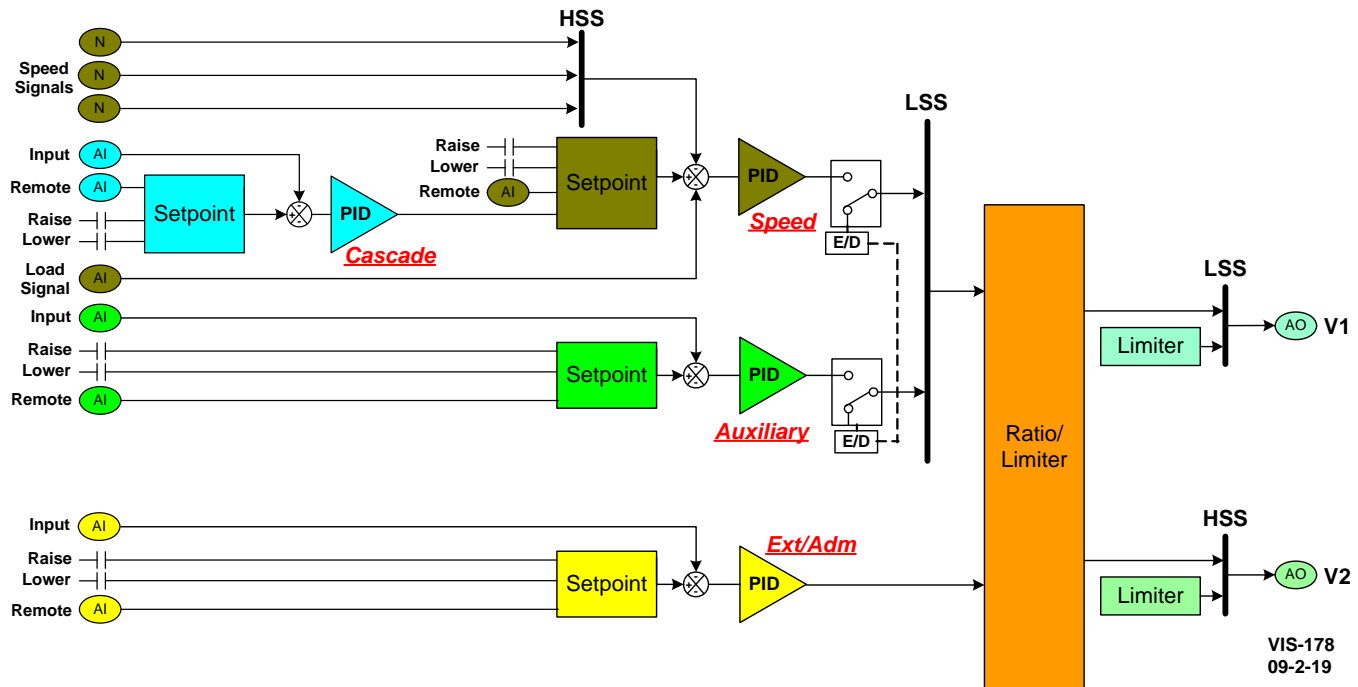 HSS
N
Speed
Signals
N
N
LSS
Input
AI
Remote
AI
Raise
Lower
Setpoint
+
-
PID
Cascade
Raise
Lower
Remote
AI
Setpoint
+
-
-
PID
Speed
E/D
Load
Signal
AI
Input
AI
Raise
Lower
Remote
AI
Setpoint
+
-
PID
Auxiliary
E/D
Ratio/
Limiter
LSS
Limiter
AO
V1
Input
AI
Raise
Lower
Remote
AI
Setpoint
+
-
PID
Ext/Adm
HSS
Limiter
AO
V2
VIS-178
09-2-19